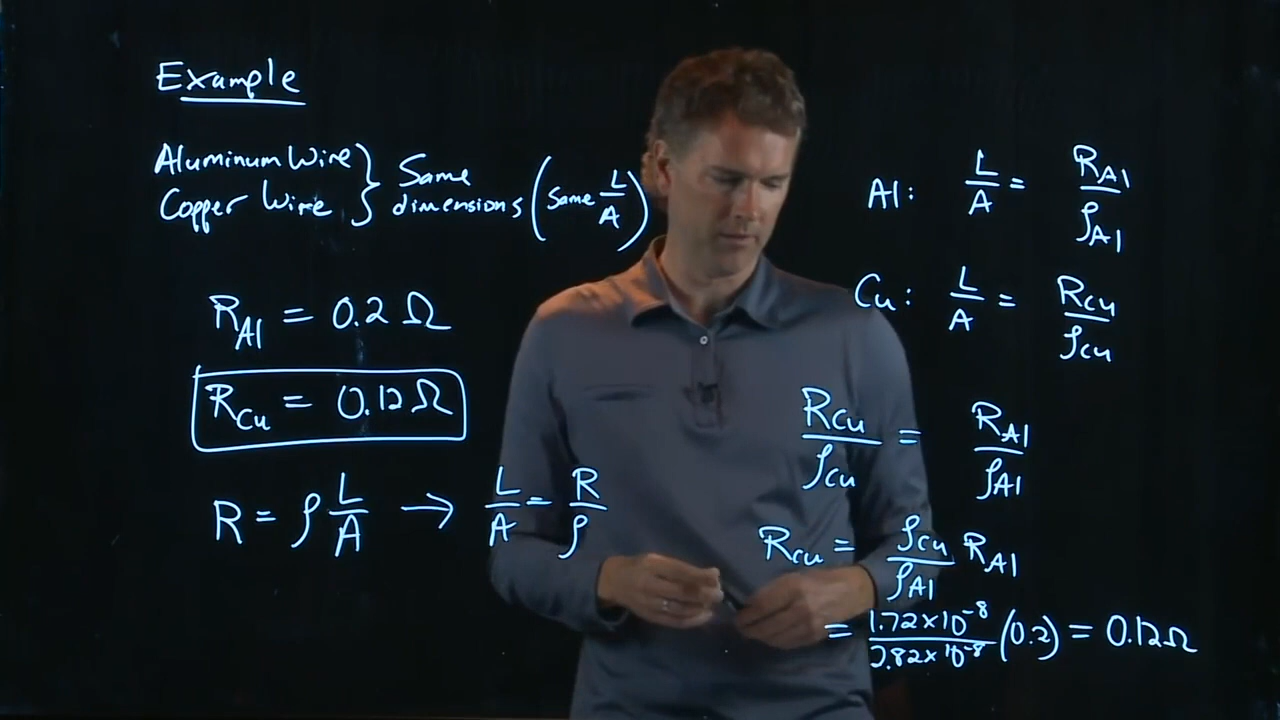 Example
Aluminum Wire
Copper Wire
} Same dimensions (Same L/A)
R_Al = 0.2 Ω
R_Cu = 0.12 Ω
R = ρ L/A → L/A = R/ρ
Al: L/A = R_Al/ρ_Al
Cu: L/A = R_Cu/ρ_Cu
R_Cu/ρ_Cu = R_Al/ρ_Al
R_Cu = ρ_Cu/ρ_Al R_Al
= 1.72×10^-8/2.82×10^-8 (0.2) = 0.12 Ω